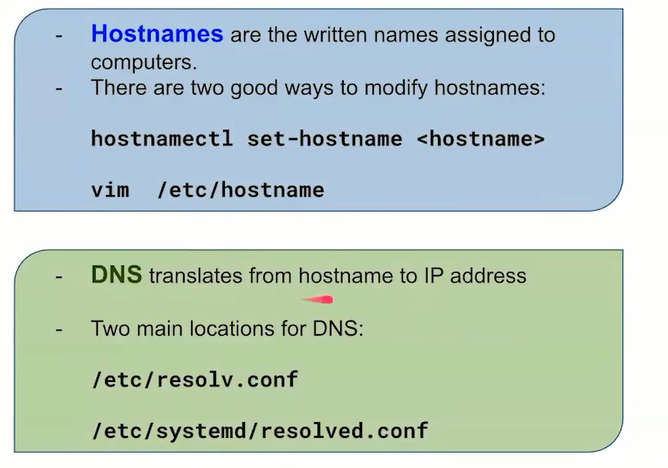 - Hostnames are the written names assigned to
computers.
- There are two good ways to modify hostnames:
hostnamectl set-hostname <hostname>
vim /etc/hostname
- DNS translates from hostname to IP address
- Two main locations for DNS:
/etc/resolv.conf
/etc/systemd/resolved.conf